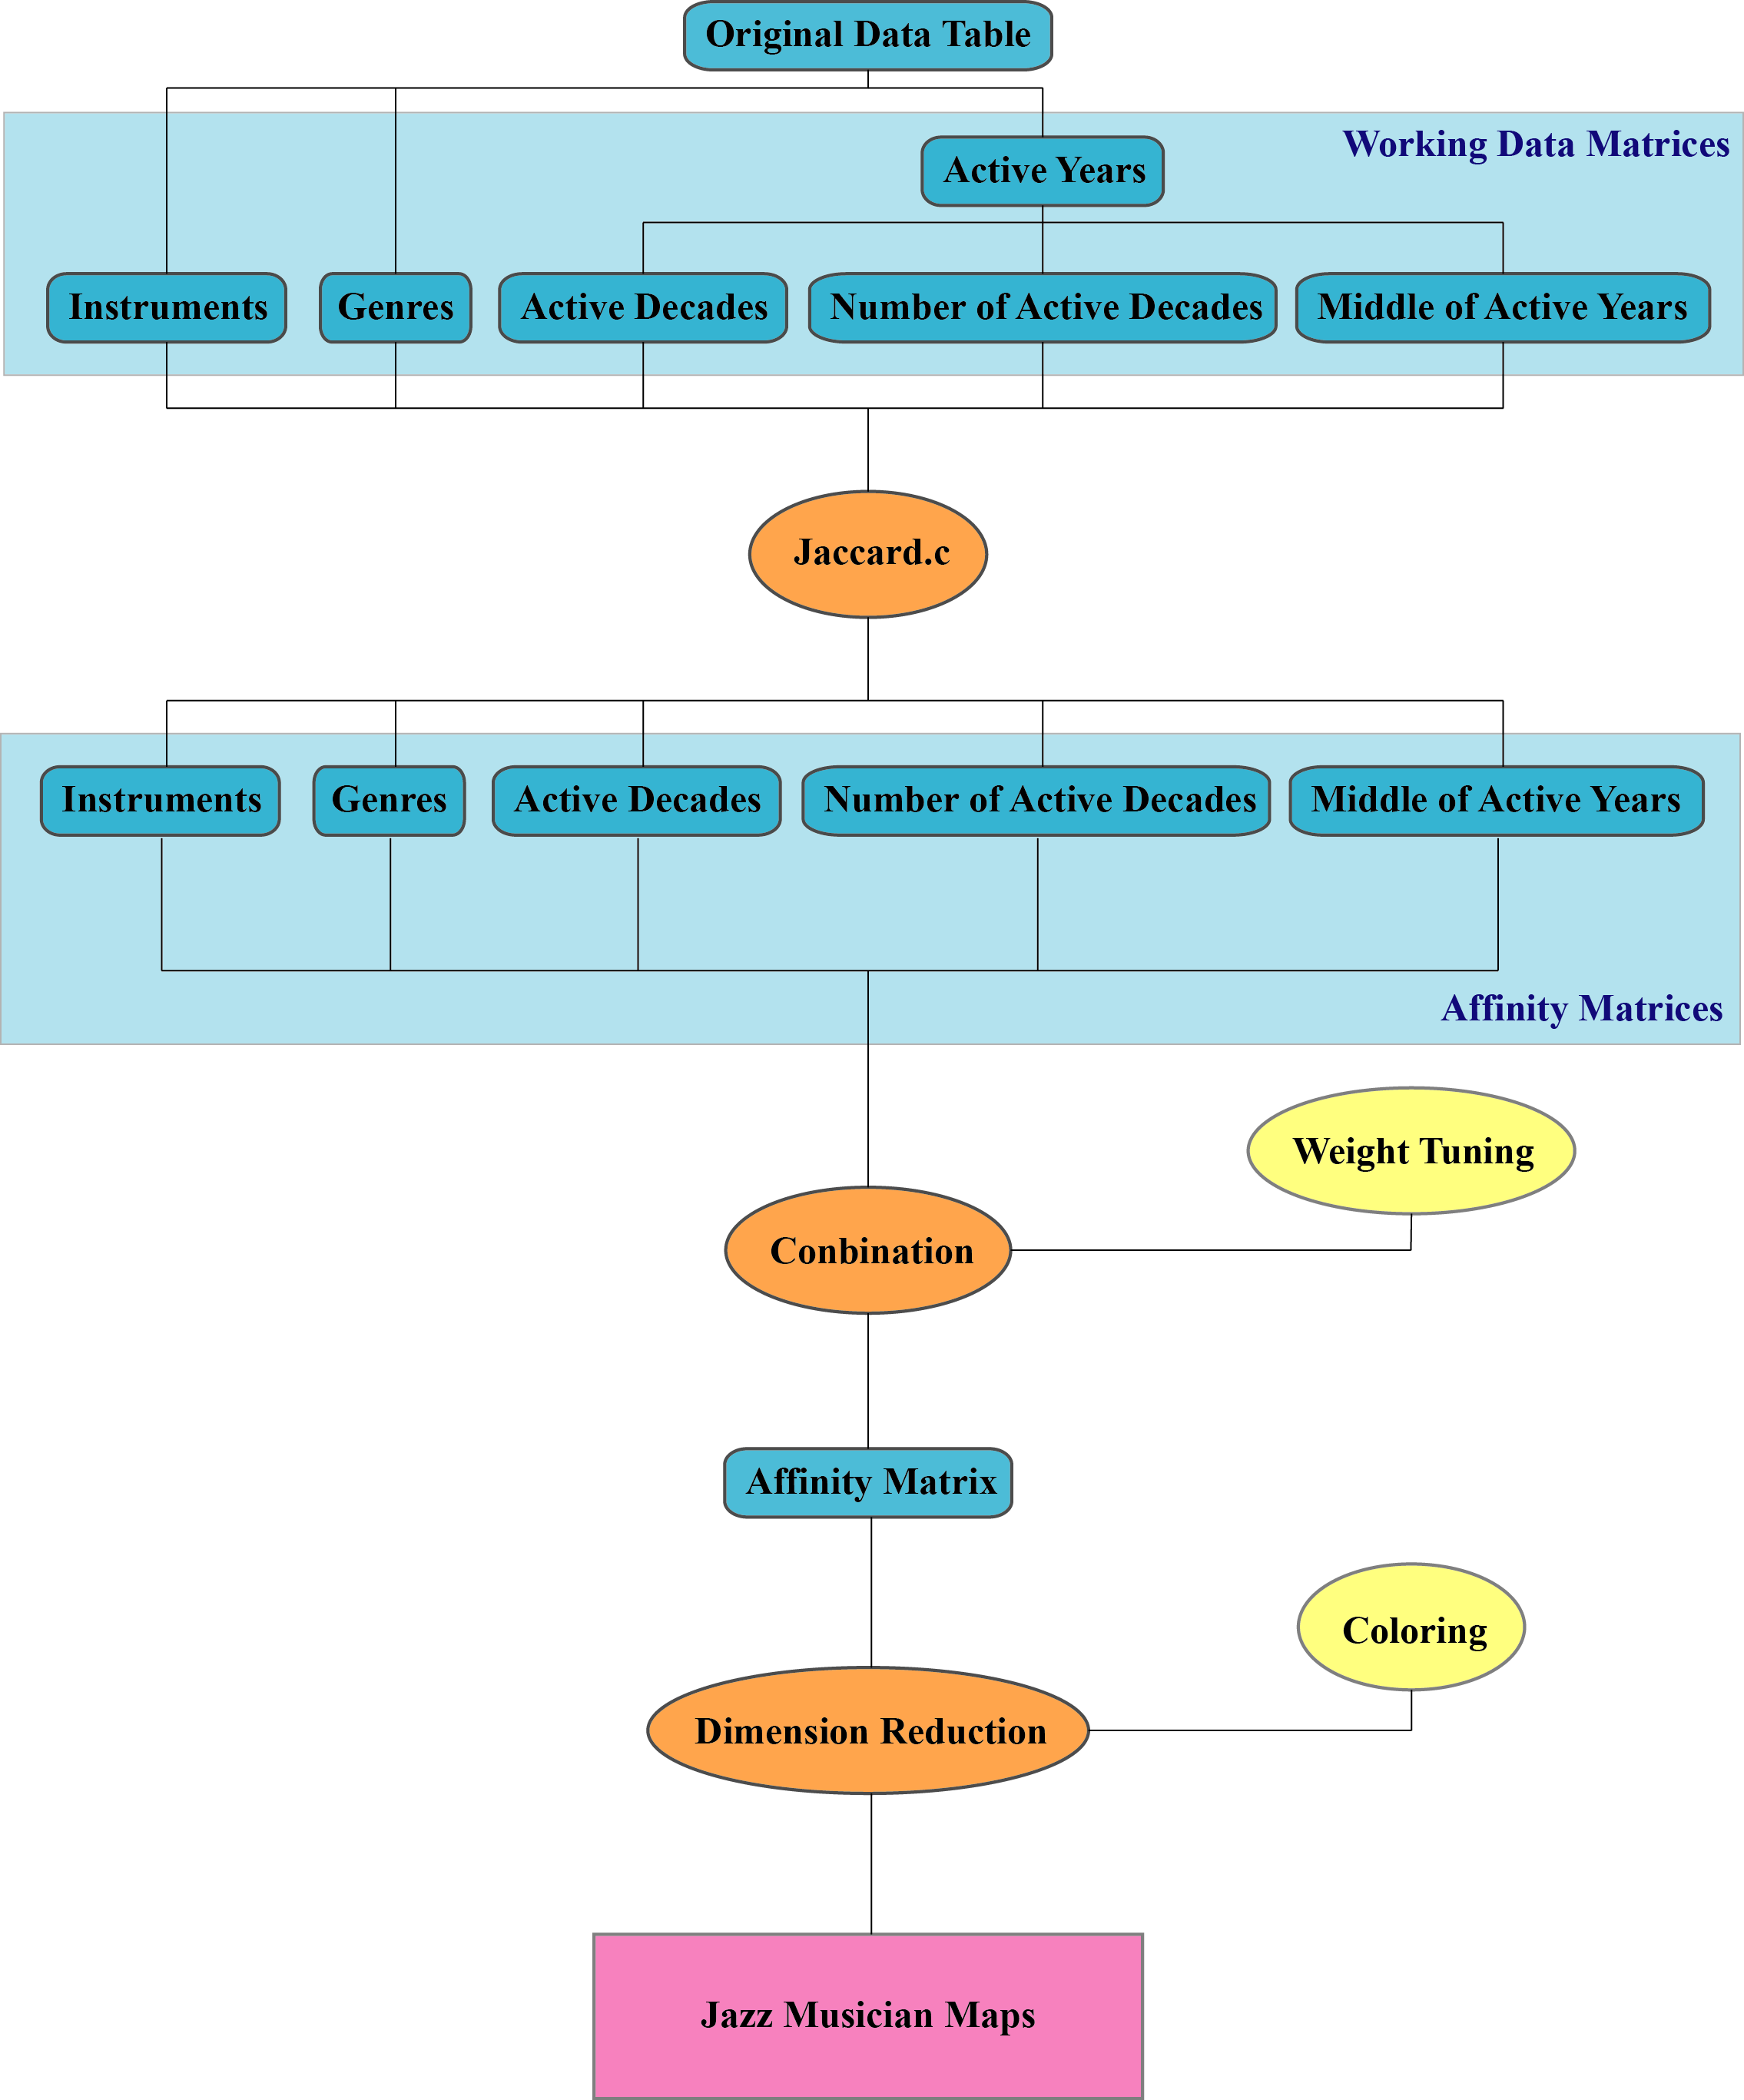 Original Data Table
Working Data Matrices
Active Years
Instruments
Genres
Active Decades
Number of Active Decades
Middle of Active Years
Jaccard.c
Instruments
Genres
Active Decades
Number of Active Decades
Middle of Active Years
Affinity Matrices
Weight Tuning
Conbination
Affinity Matrix
Coloring
Dimension Reduction
Jazz Musician Maps